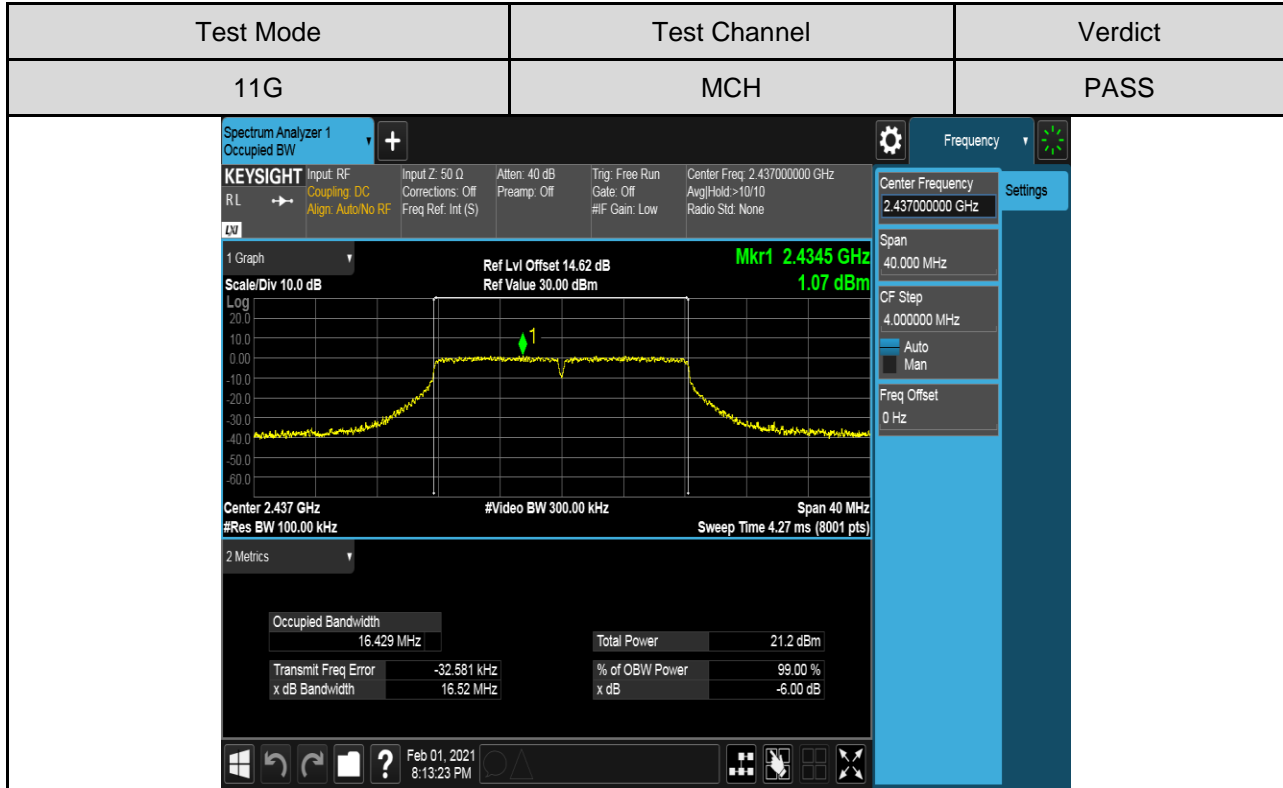 Test Mode Test Channel Verdict
11G MCH PASS
Spectrum Analyzer 1
Occupied BW
+
Frequency
KEYSIGHT Input: RF Input Z: 50 Ω Atten: 40 dB Trig: Free Run Center Freq: 2.437000000 GHz
RL Coupling: DC Corrections: Off Preamp: Off Gate: Off Avg|Hold:>10/10
Align: Auto/No RF Freq Ref: Int (S) #IF Gain: Low Radio Std: None
LXI
Center Frequency
2.437000000 GHz
Settings
Span
40.000 MHz
CF Step
4.000000 MHz
Auto
Man
Freq Offset
0 Hz
1 Graph Ref Lvl Offset 14.62 dB Mkr1 2.4345 GHz
Scale/Div 10.0 dB Ref Value 30.00 dBm 1.07 dBm
Log
20.0
10.0
0.00
-10.0
-20.0
-30.0
-40.0
-50.0
-60.0
1
Center 2.437 GHz #Video BW 300.00 kHz Span 40 MHz
#Res BW 100.00 kHz Sweep Time 4.27 ms (8001 pts)
2 Metrics
Occupied Bandwidth
16.429 MHz Total Power 21.2 dBm
Transmit Freq Error -32.581 kHz % of OBW Power 99.00 %
x dB Bandwidth 16.52 MHz x dB -6.00 dB
? Feb 01, 2021
8:13:23 PM